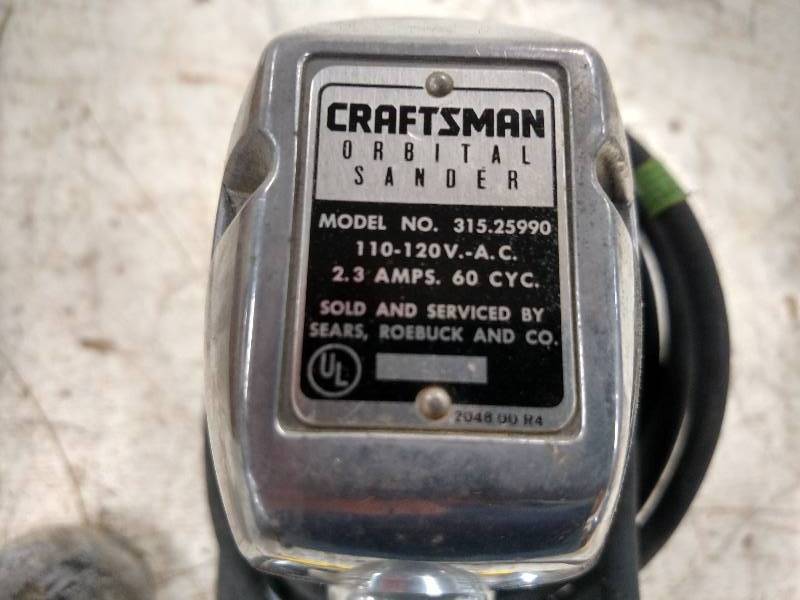 CRAFTSMAN
ORBITAL
SANDER
MODEL NO. 315.25990
110-120V.-A.C.
2.3 AMPS. 60 CYC.
SOLD AND SERVICED BY
SEARS, ROEBUCK AND CO.
UL
2048 00 R4